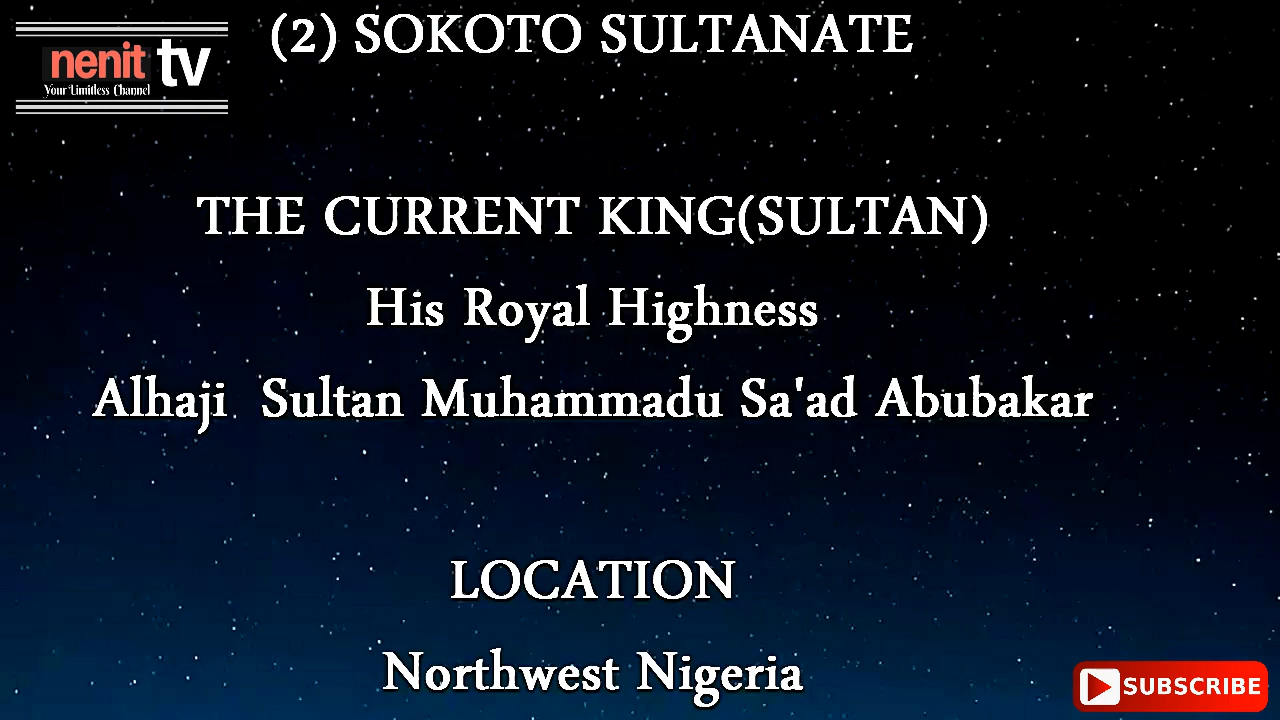 nenit tv
Your Limitless Channel
(2) SOKOTO SULTANATE
THE CURRENT KING(SULTAN)
His Royal Highness
Alhaji  Sultan Muhammadu Sa'ad Abubakar
LOCATION
Northwest Nigeria
SUBSCRIBE